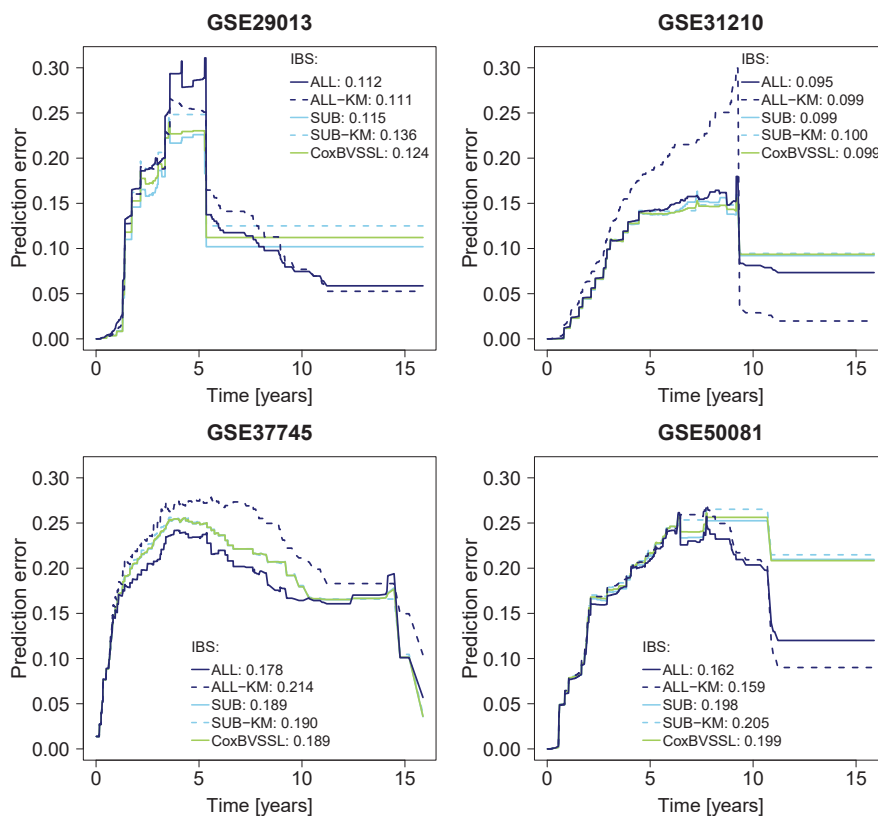 GSE29013
GSE31210
Prediction error
0.30
0.25
0.20
0.15
0.10
0.05
0.00
IBS:
ALL: 0.112
ALL−KM: 0.111
SUB: 0.115
SUB−KM: 0.136
CoxBVSSL: 0.124
0 5 10 15
Time [years]
Prediction error
0.30
0.25
0.20
0.15
0.10
0.05
0.00
IBS:
ALL: 0.095
ALL−KM: 0.099
SUB: 0.099
SUB−KM: 0.100
CoxBVSSL: 0.099
0 5 10 15
Time [years]
GSE37745
GSE50081
Prediction error
0.30
0.25
0.20
0.15
0.10
0.05
0.00
IBS:
ALL: 0.178
ALL−KM: 0.214
SUB: 0.189
SUB−KM: 0.190
CoxBVSSL: 0.189
0 5 10 15
Time [years]
Prediction error
0.30
0.25
0.20
0.15
0.10
0.05
0.00
IBS:
ALL: 0.162
ALL−KM: 0.159
SUB: 0.198
SUB−KM: 0.205
CoxBVSSL: 0.199
0 5 10 15
Time [years]